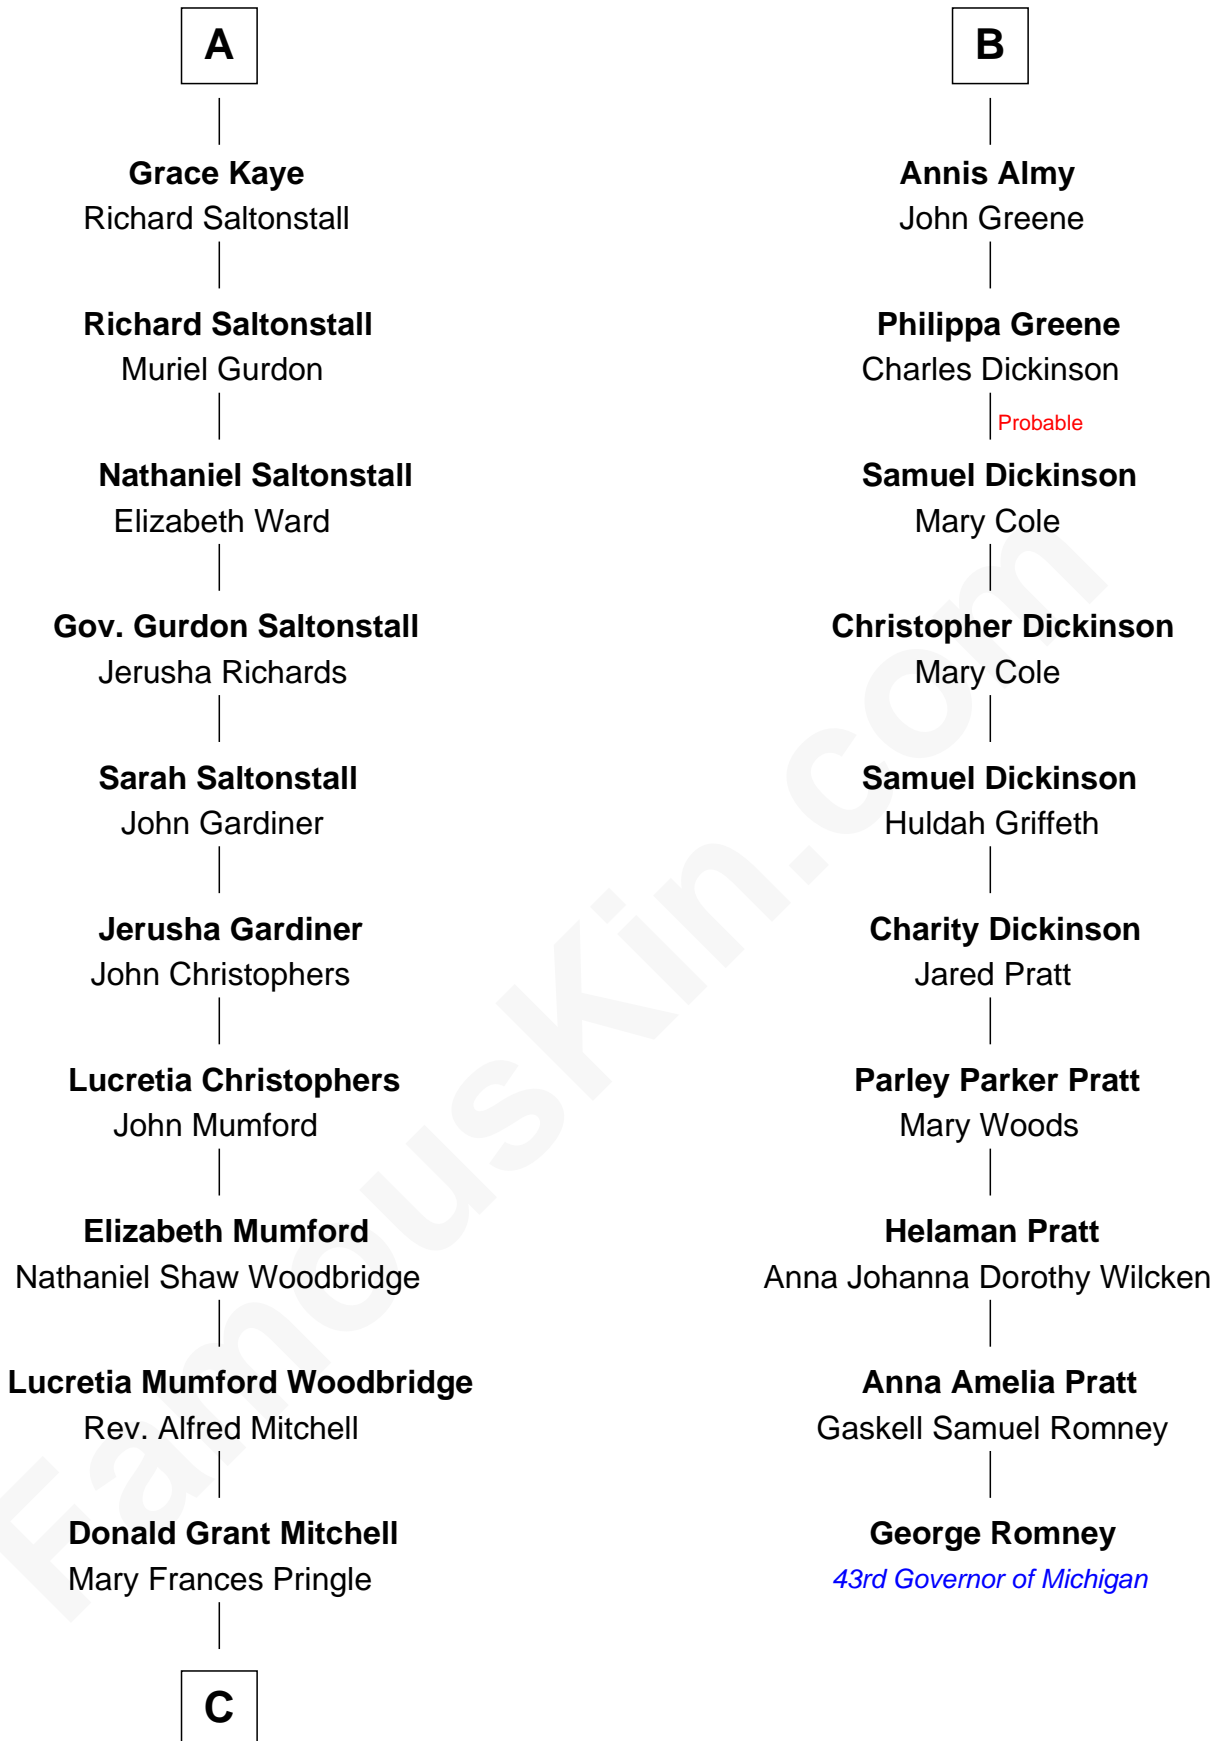 A
Grace Kaye
Richard Saltonstall
Richard Saltonstall
Muriel Gurdon
Nathaniel Saltonstall
Elizabeth Ward
Gov. Gurdon Saltonstall
Jerusha Richards
Sarah Saltonstall
John Gardiner
Jerusha Gardiner
John Christophers
Lucretia Christophers
John Mumford
Elizabeth Mumford
Nathaniel Shaw Woodbridge
Lucretia Mumford Woodbridge
Rev. Alfred Mitchell
Donald Grant Mitchell
Mary Frances Pringle
C
B
Annis Almy
John Greene
Philippa Greene
Charles Dickinson
Probable
Samuel Dickinson
Mary Cole
Christopher Dickinson
Mary Cole
Samuel Dickinson
Huldah Griffeth
Charity Dickinson
Jared Pratt
Parley Parker Pratt
Mary Woods
Helaman Pratt
Anna Johanna Dorothy Wilcken
Anna Amelia Pratt
Gaskell Samuel Romney
George Romney
43rd Governor of Michigan
FamousKin.com